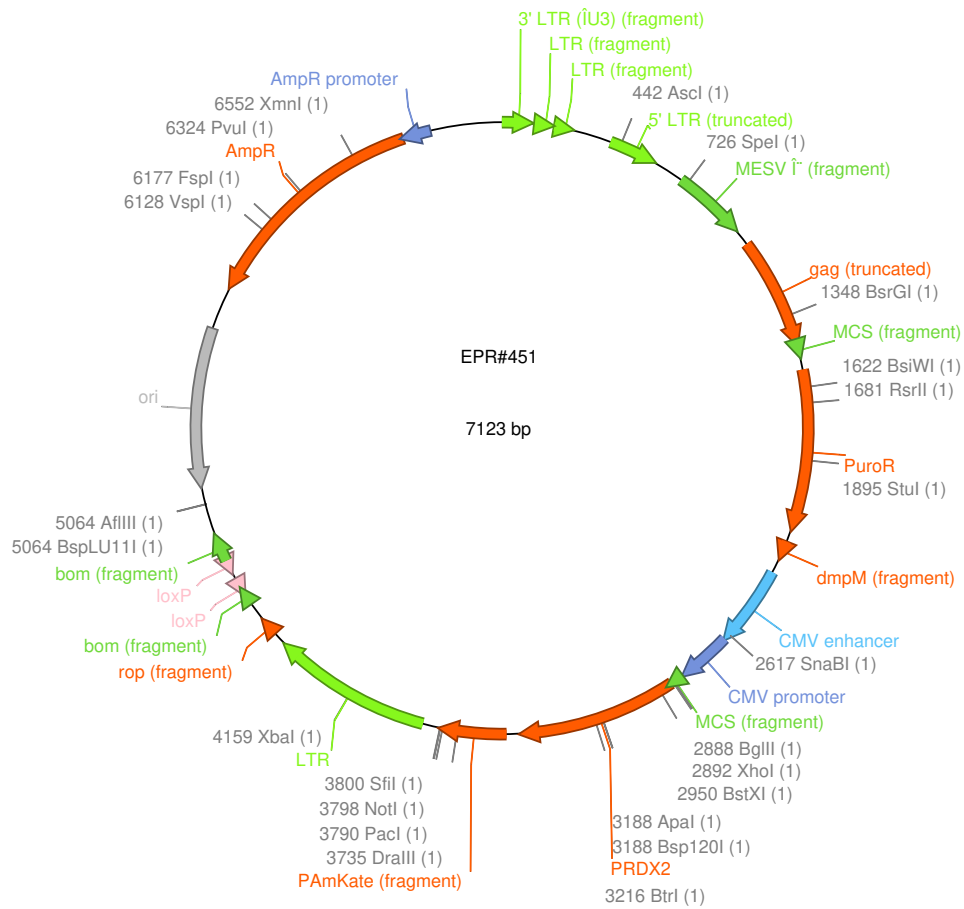 3' LTR (ÎU3) (fragment)
LTR (fragment)
LTR (fragment)
442 AscI (1)
5' LTR (truncated)
726 SpeI (1)
MESV Î¨ (fragment)
gag (truncated)
1348 BsrGI (1)
MCS (fragment)
1622 BsiWI (1)
1681 RsrII (1)
PuroR
1895 StuI (1)
dmpM (fragment)
CMV enhancer
2617 SnaBI (1)
CMV promoter
MCS (fragment)
2888 BglII (1)
2892 XhoI (1)
2950 BstXI (1)
3188 ApaI (1)
3188 Bsp120I (1)
PRDX2
3216 BtrI (1)
3800 SfiI (1)
3798 NotI (1)
3790 PacI (1)
3735 DraIII (1)
PAmKate (fragment)
4159 XbaI (1)
LTR
rop (fragment)
bom (fragment)
loxP
loxP
bom (fragment)
5064 BspLU11I (1)
5064 AflIII (1)
ori
6128 VspI (1)
6177 FspI (1)
AmpR
6324 PvuI (1)
6552 XmnI (1)
AmpR promoter
EPR#451
7123 bp